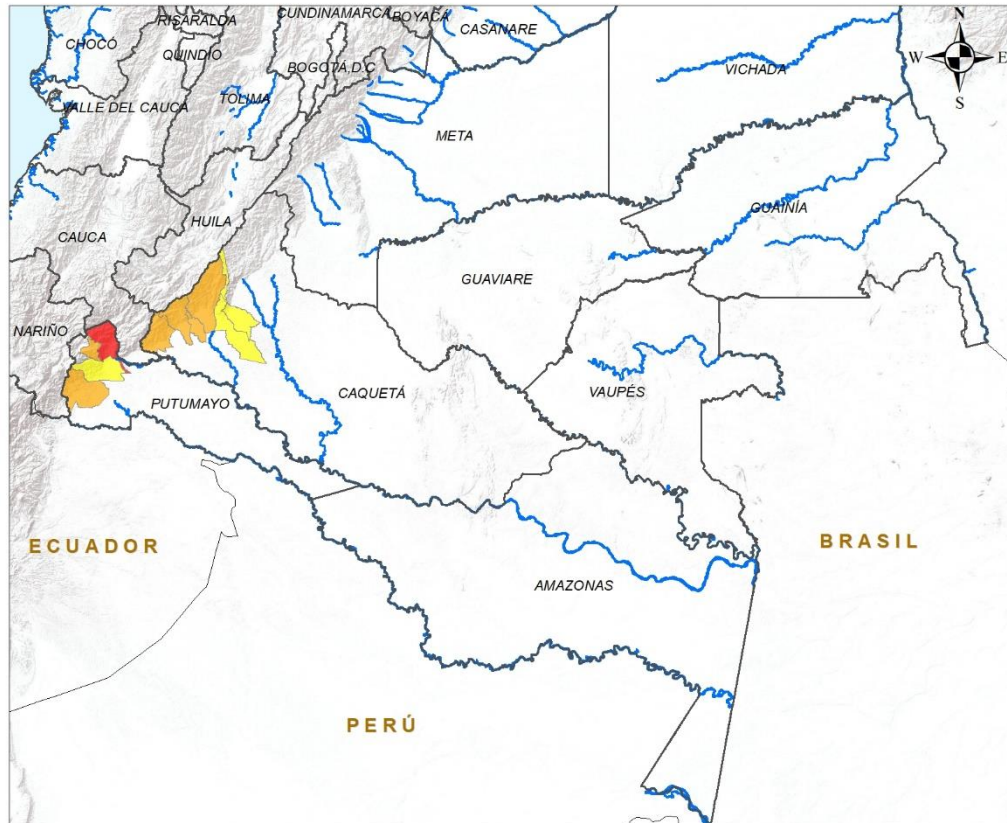 RISARALDA
CUNDINAMARCA
BOYACÁ
CASANARE
N
W
E
S
CHOCÓ
QUINDIO
BOGOTÁ D.C
VICHADA
VALLE DEL CAUCA
TOLIMA
META
GUAINÍA
HUILA
CAUCA
GUAVIARE
NARIÑO
CAQUETÁ
VAUPÉS
PUTUMAYO
ECUADOR
BRASIL
AMAZONAS
PERÚ